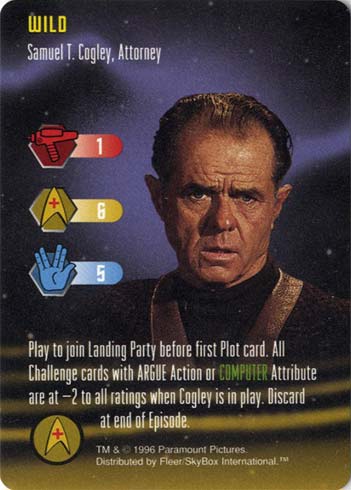 WILD
Samuel T. Cogley, Attorney
1
6
5
Play to join Landing Party before first Plot card. All
Challenge cards with ARGUE Action or COMPUTER Attribute
are at –2 to all ratings when Cogley is in play. Discard
at end of Episode.
TM & © 1996 Paramount Pictures.
Distributed by Fleer/SkyBox International.™